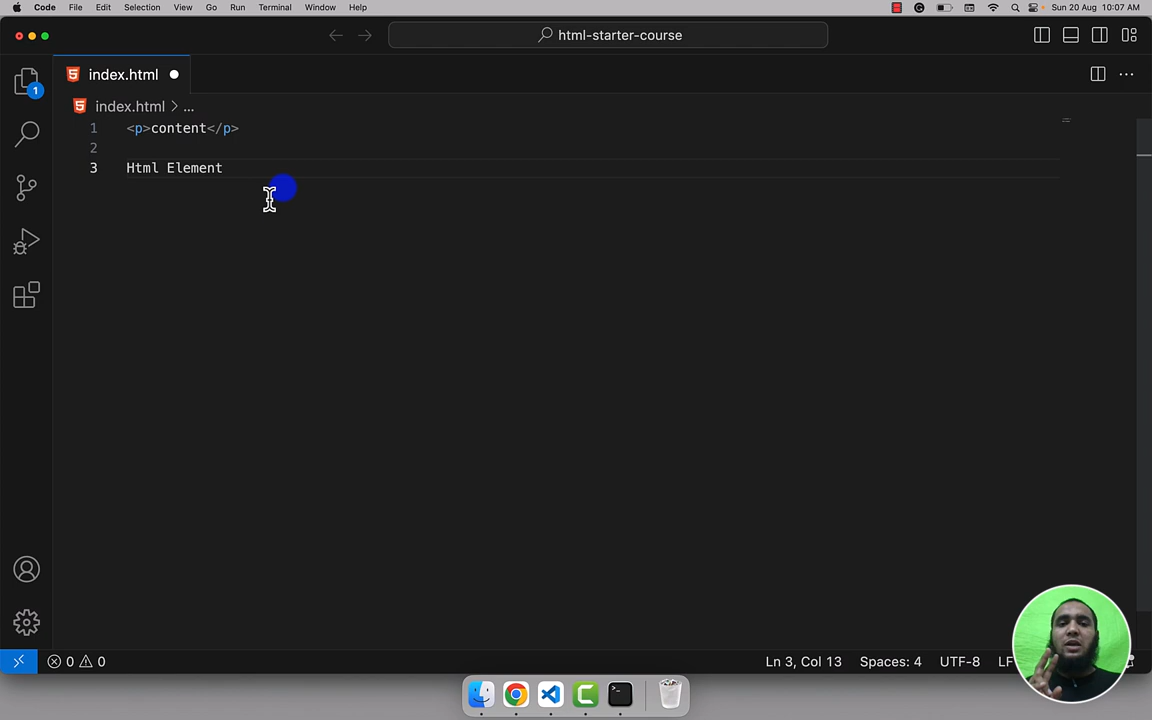 Code File Edit Selection View Go Run Terminal Window Help Sun 20 Aug 10:07 AM
html-starter-course
index.html
1
index.html > ...
1 <p>content</p>
2
3 Html Element
0 0 Ln 3, Col 13 Spaces: 4 UTF-8 LF